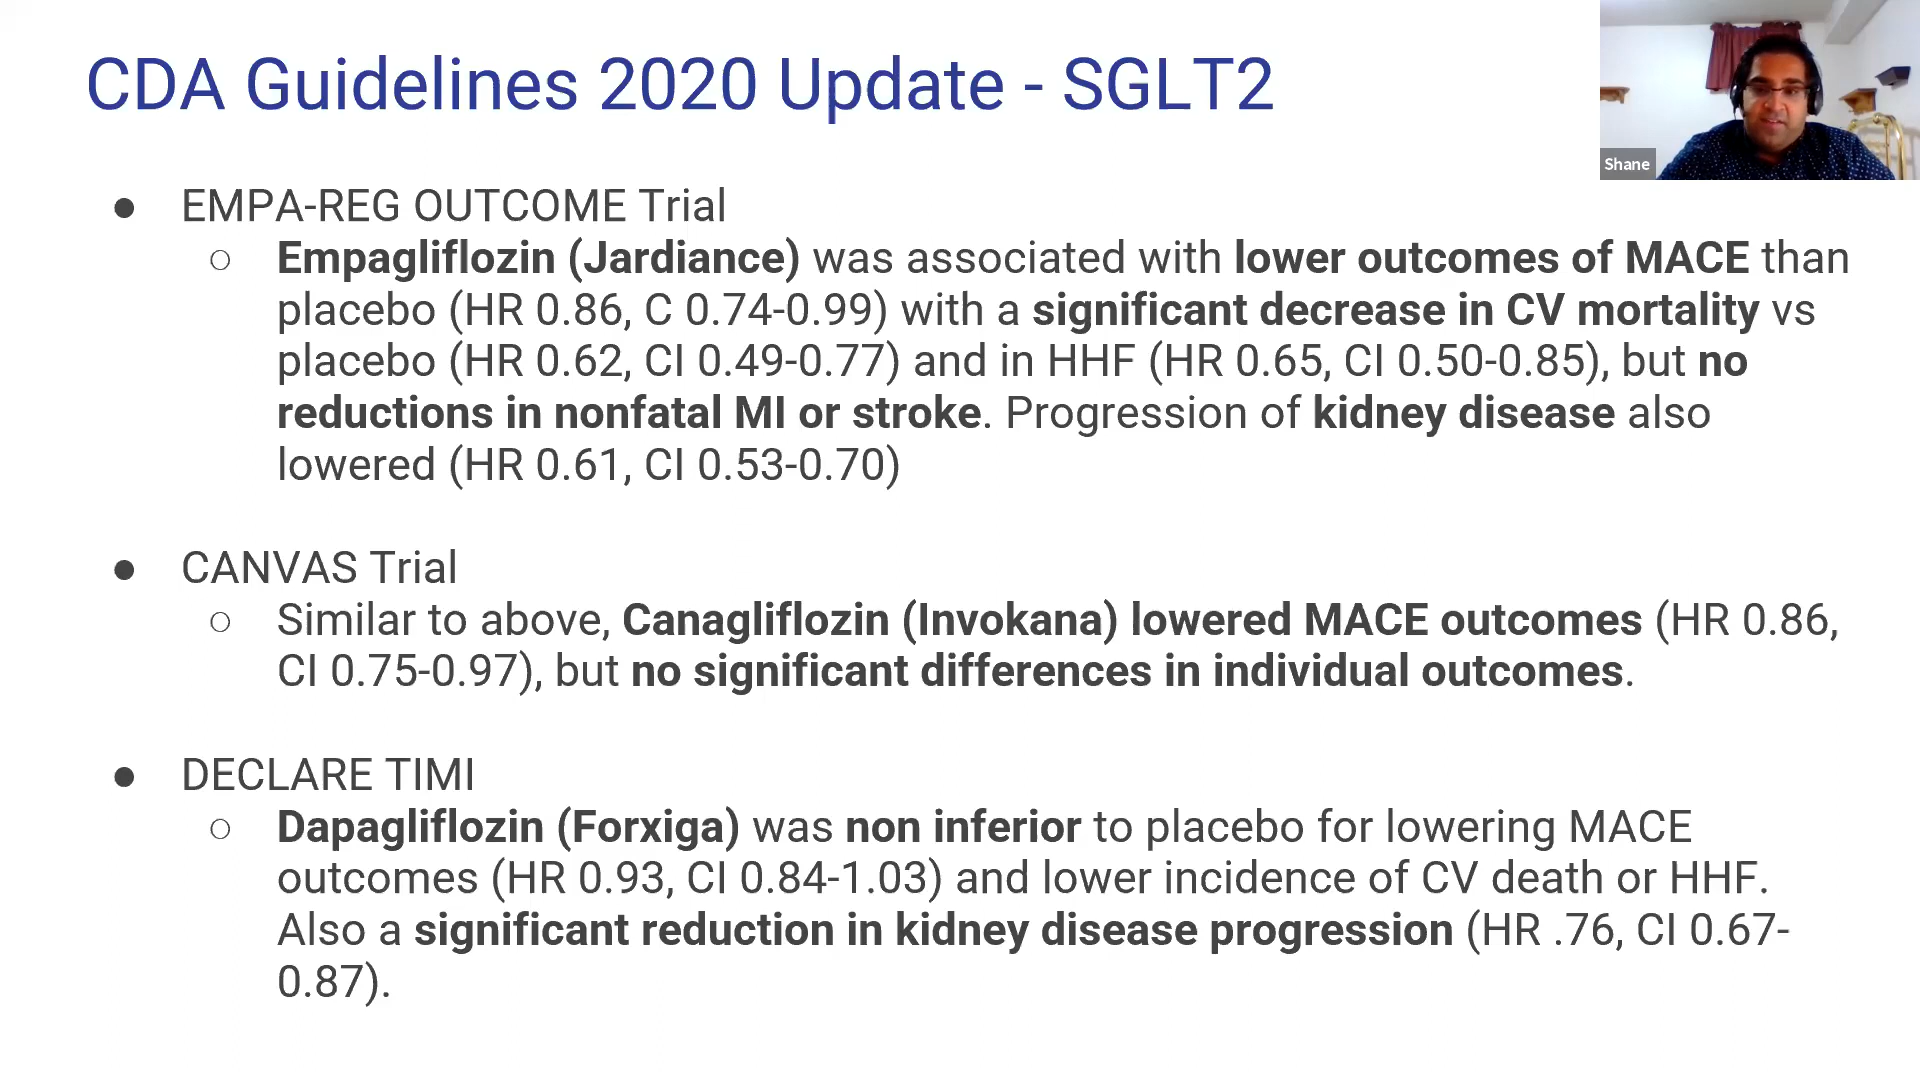 CDA Guidelines 2020 Update - SGLT2
Shane
● EMPA-REG OUTCOME Trial
○ Empagliflozin (Jardiance) was associated with lower outcomes of MACE than
placebo (HR 0.86, C 0.74-0.99) with a significant decrease in CV mortality vs
placebo (HR 0.62, CI 0.49-0.77) and in HHF (HR 0.65, CI 0.50-0.85), but no
reductions in nonfatal MI or stroke. Progression of kidney disease also
lowered (HR 0.61, CI 0.53-0.70)
● CANVAS Trial
○ Similar to above, Canagliflozin (Invokana) lowered MACE outcomes (HR 0.86,
CI 0.75-0.97), but no significant differences in individual outcomes.
● DECLARE TIMI
○ Dapagliflozin (Forxiga) was non inferior to placebo for lowering MACE
outcomes (HR 0.93, CI 0.84-1.03) and lower incidence of CV death or HHF.
Also a significant reduction in kidney disease progression (HR .76, CI 0.67-
0.87).